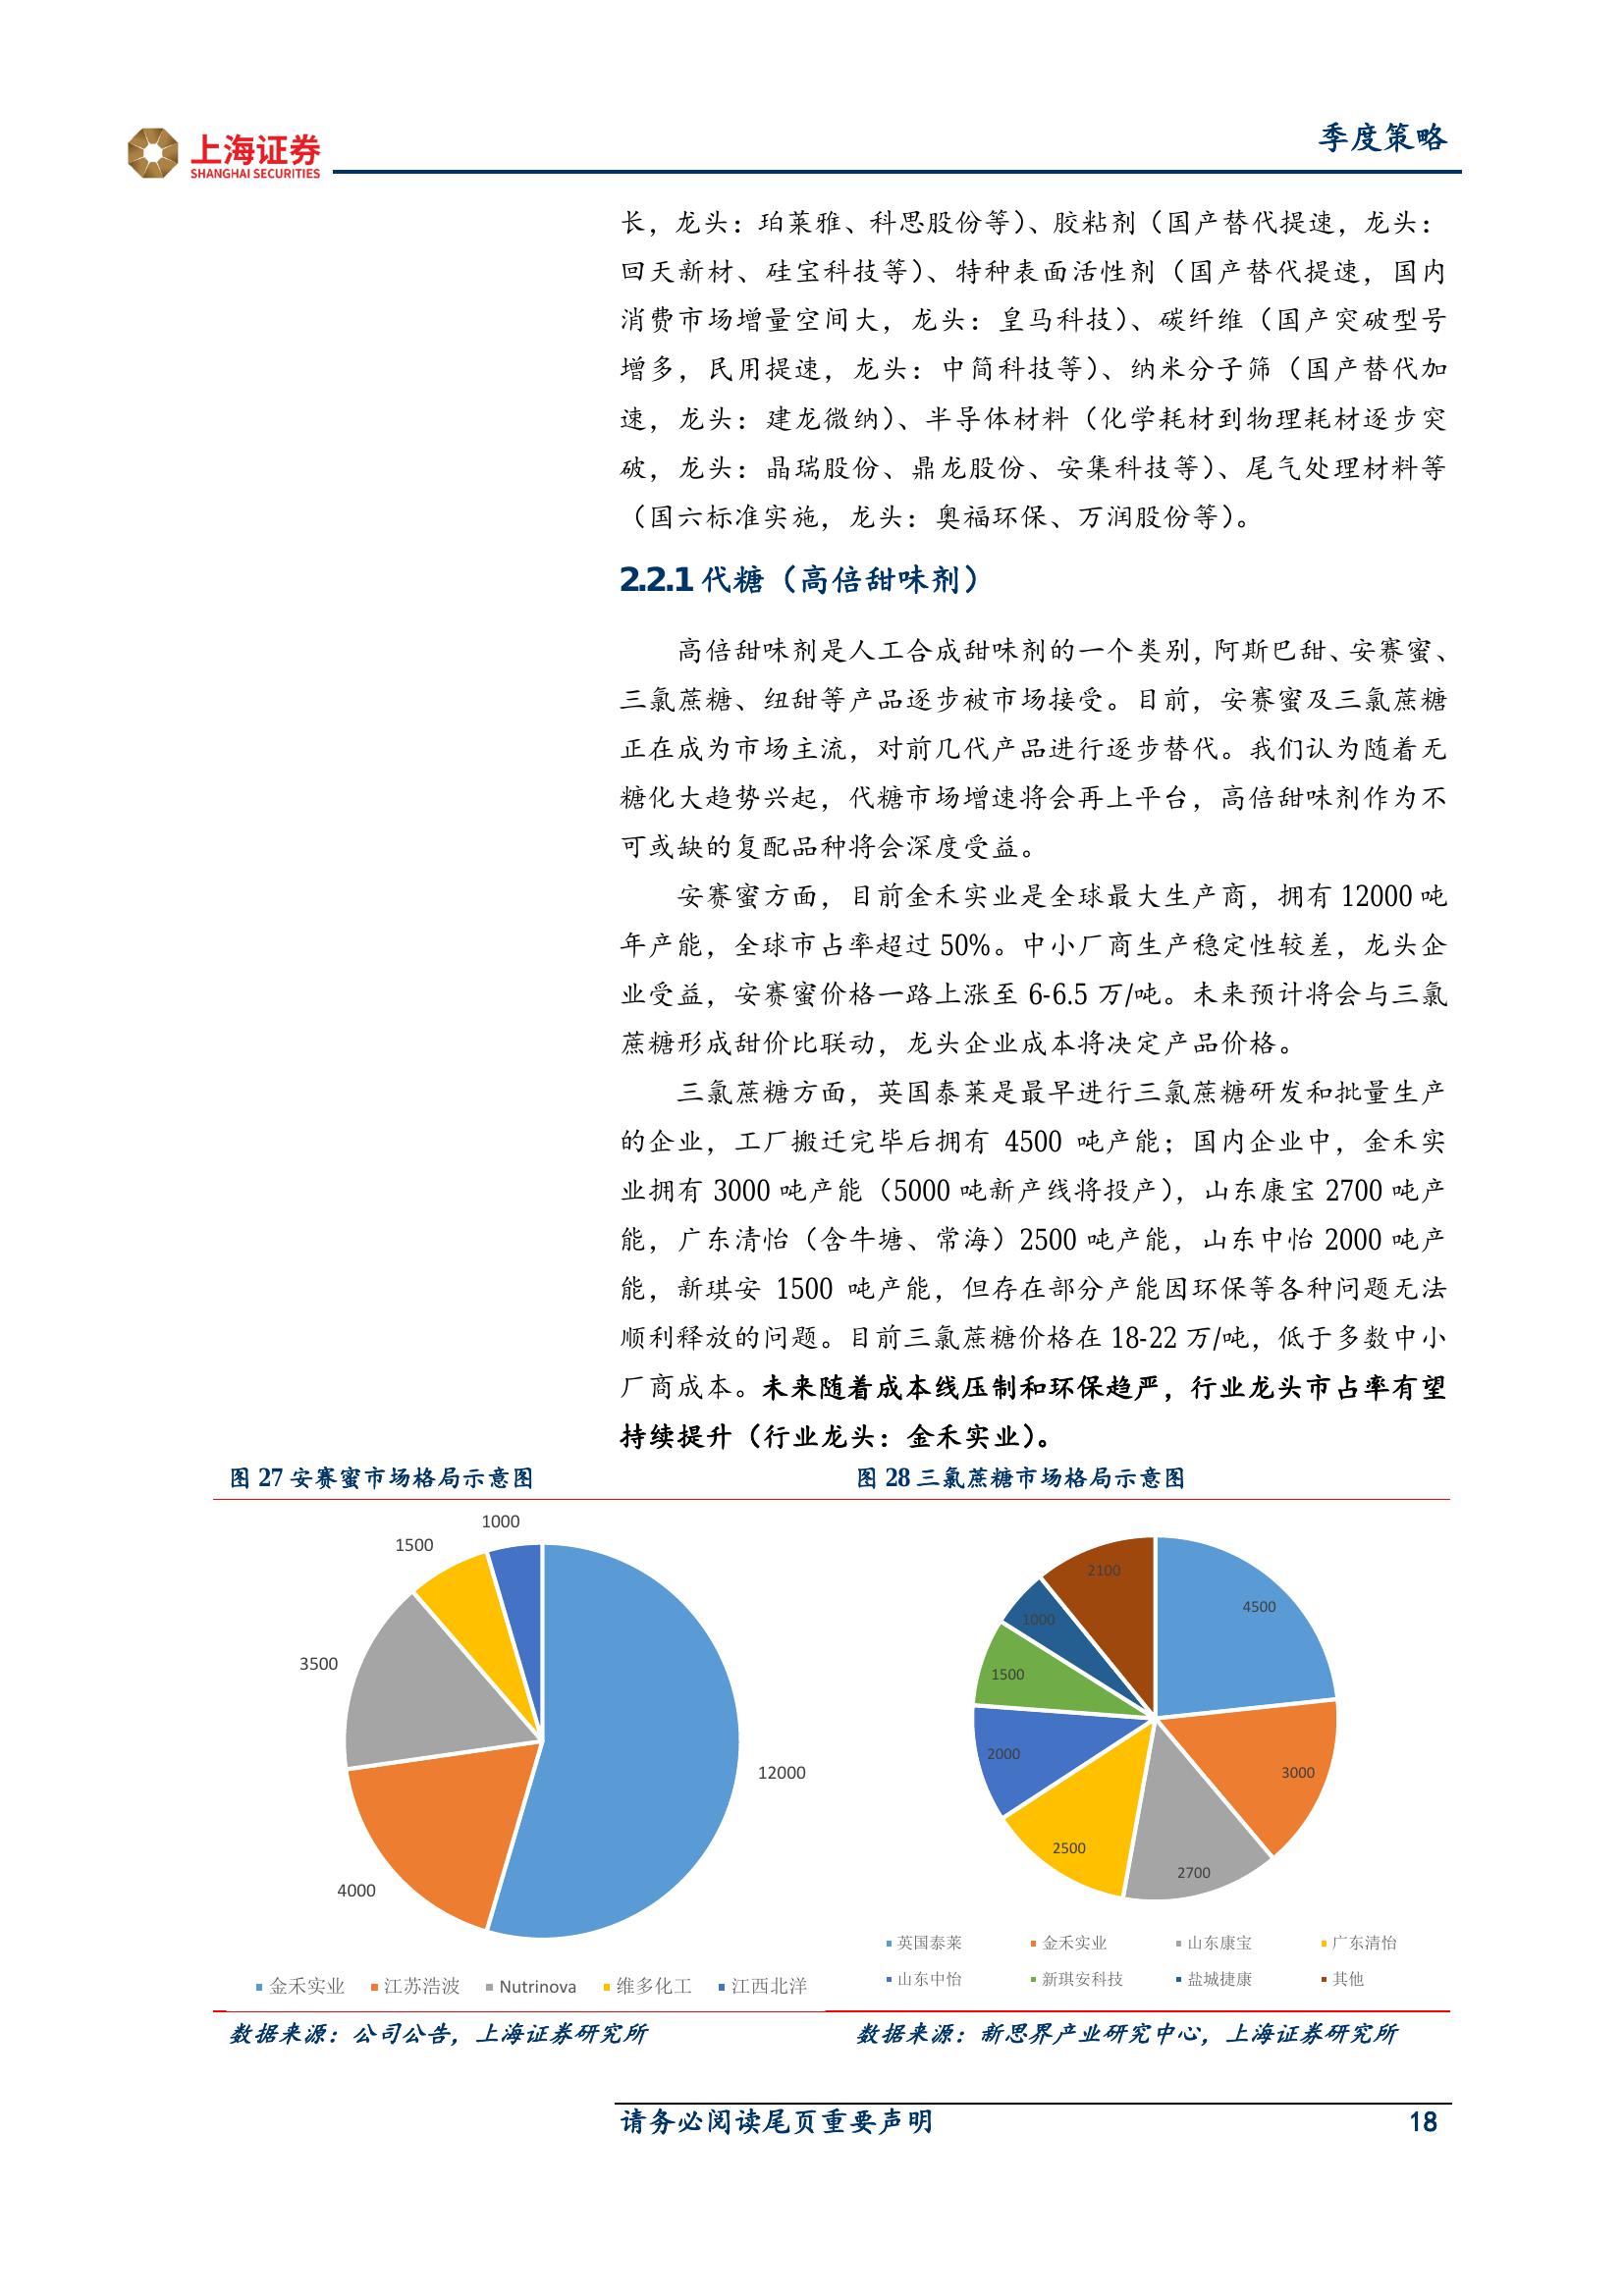 上海证券
SHANGHAI SECURITIES
季度策略
长，龙头：珀莱雅、科思股份等）、胶粘剂（国产替代提速，龙头：
回天新材、硅宝科技等）、特种表面活性剂（国产替代提速，国内
消费市场增量空间大，龙头：皇马科技）、碳纤维（国产突破型号
增多，民用提速，龙头：中简科技等）、纳米分子筛（国产替代加
速，龙头：建龙微纳）、半导体材料（化学耗材到物理耗材逐步突
破，龙头：晶瑞股份、鼎龙股份、安集科技等）、尾气处理材料等
（国六标准实施，龙头：奥福环保、万润股份等）。
2.2.1 代糖（高倍甜味剂）
高倍甜味剂是人工合成甜味剂的一个类别，阿斯巴甜、安赛蜜、
三氯蔗糖、纽甜等产品逐步被市场接受。目前，安赛蜜及三氯蔗糖
正在成为市场主流，对前几代产品进行逐步替代。我们认为随着无
糖化大趋势兴起，代糖市场增速将会再上平台，高倍甜味剂作为不
可或缺的复配品种将会深度受益。
安赛蜜方面，目前金禾实业是全球最大生产商，拥有 12000 吨
年产能，全球市占率超过 50%。中小厂商生产稳定性较差，龙头企
业受益，安赛蜜价格一路上涨至 6-6.5 万/吨。未来预计将会与三氯
蔗糖形成甜价比联动，龙头企业成本将决定产品价格。
三氯蔗糖方面，英国泰莱是最早进行三氯蔗糖研发和批量生产
的企业，工厂搬迁完毕后拥有 4500 吨产能；国内企业中，金禾实
业拥有 3000 吨产能（5000 吨新产线将投产），山东康宝 2700 吨产
能，广东清怡（含牛塘、常海）2500 吨产能，山东中怡 2000 吨产
能，新琪安 1500 吨产能，但存在部分产能因环保等各种问题无法
顺利释放的问题。目前三氯蔗糖价格在 18-22 万/吨，低于多数中小
厂商成本。未来随着成本线压制和环保趋严，行业龙头市占率有望
持续提升（行业龙头：金禾实业）。
图 27 安赛蜜市场格局示意图
1000
1500
3500
12000
4000
金禾实业 江苏浩波 Nutrinova 维多化工 江西北洋
数据来源：公司公告，上海证券研究所
图 28 三氯蔗糖市场格局示意图
2100
4500
1000
1500
2000
3000
2500
2700
英国泰莱 金禾实业 山东康宝 广东清怡
山东中怡 新琪安科技 盐城捷康 其他
数据来源：新思界产业研究中心，上海证券研究所
请务必阅读尾页重要声明 18